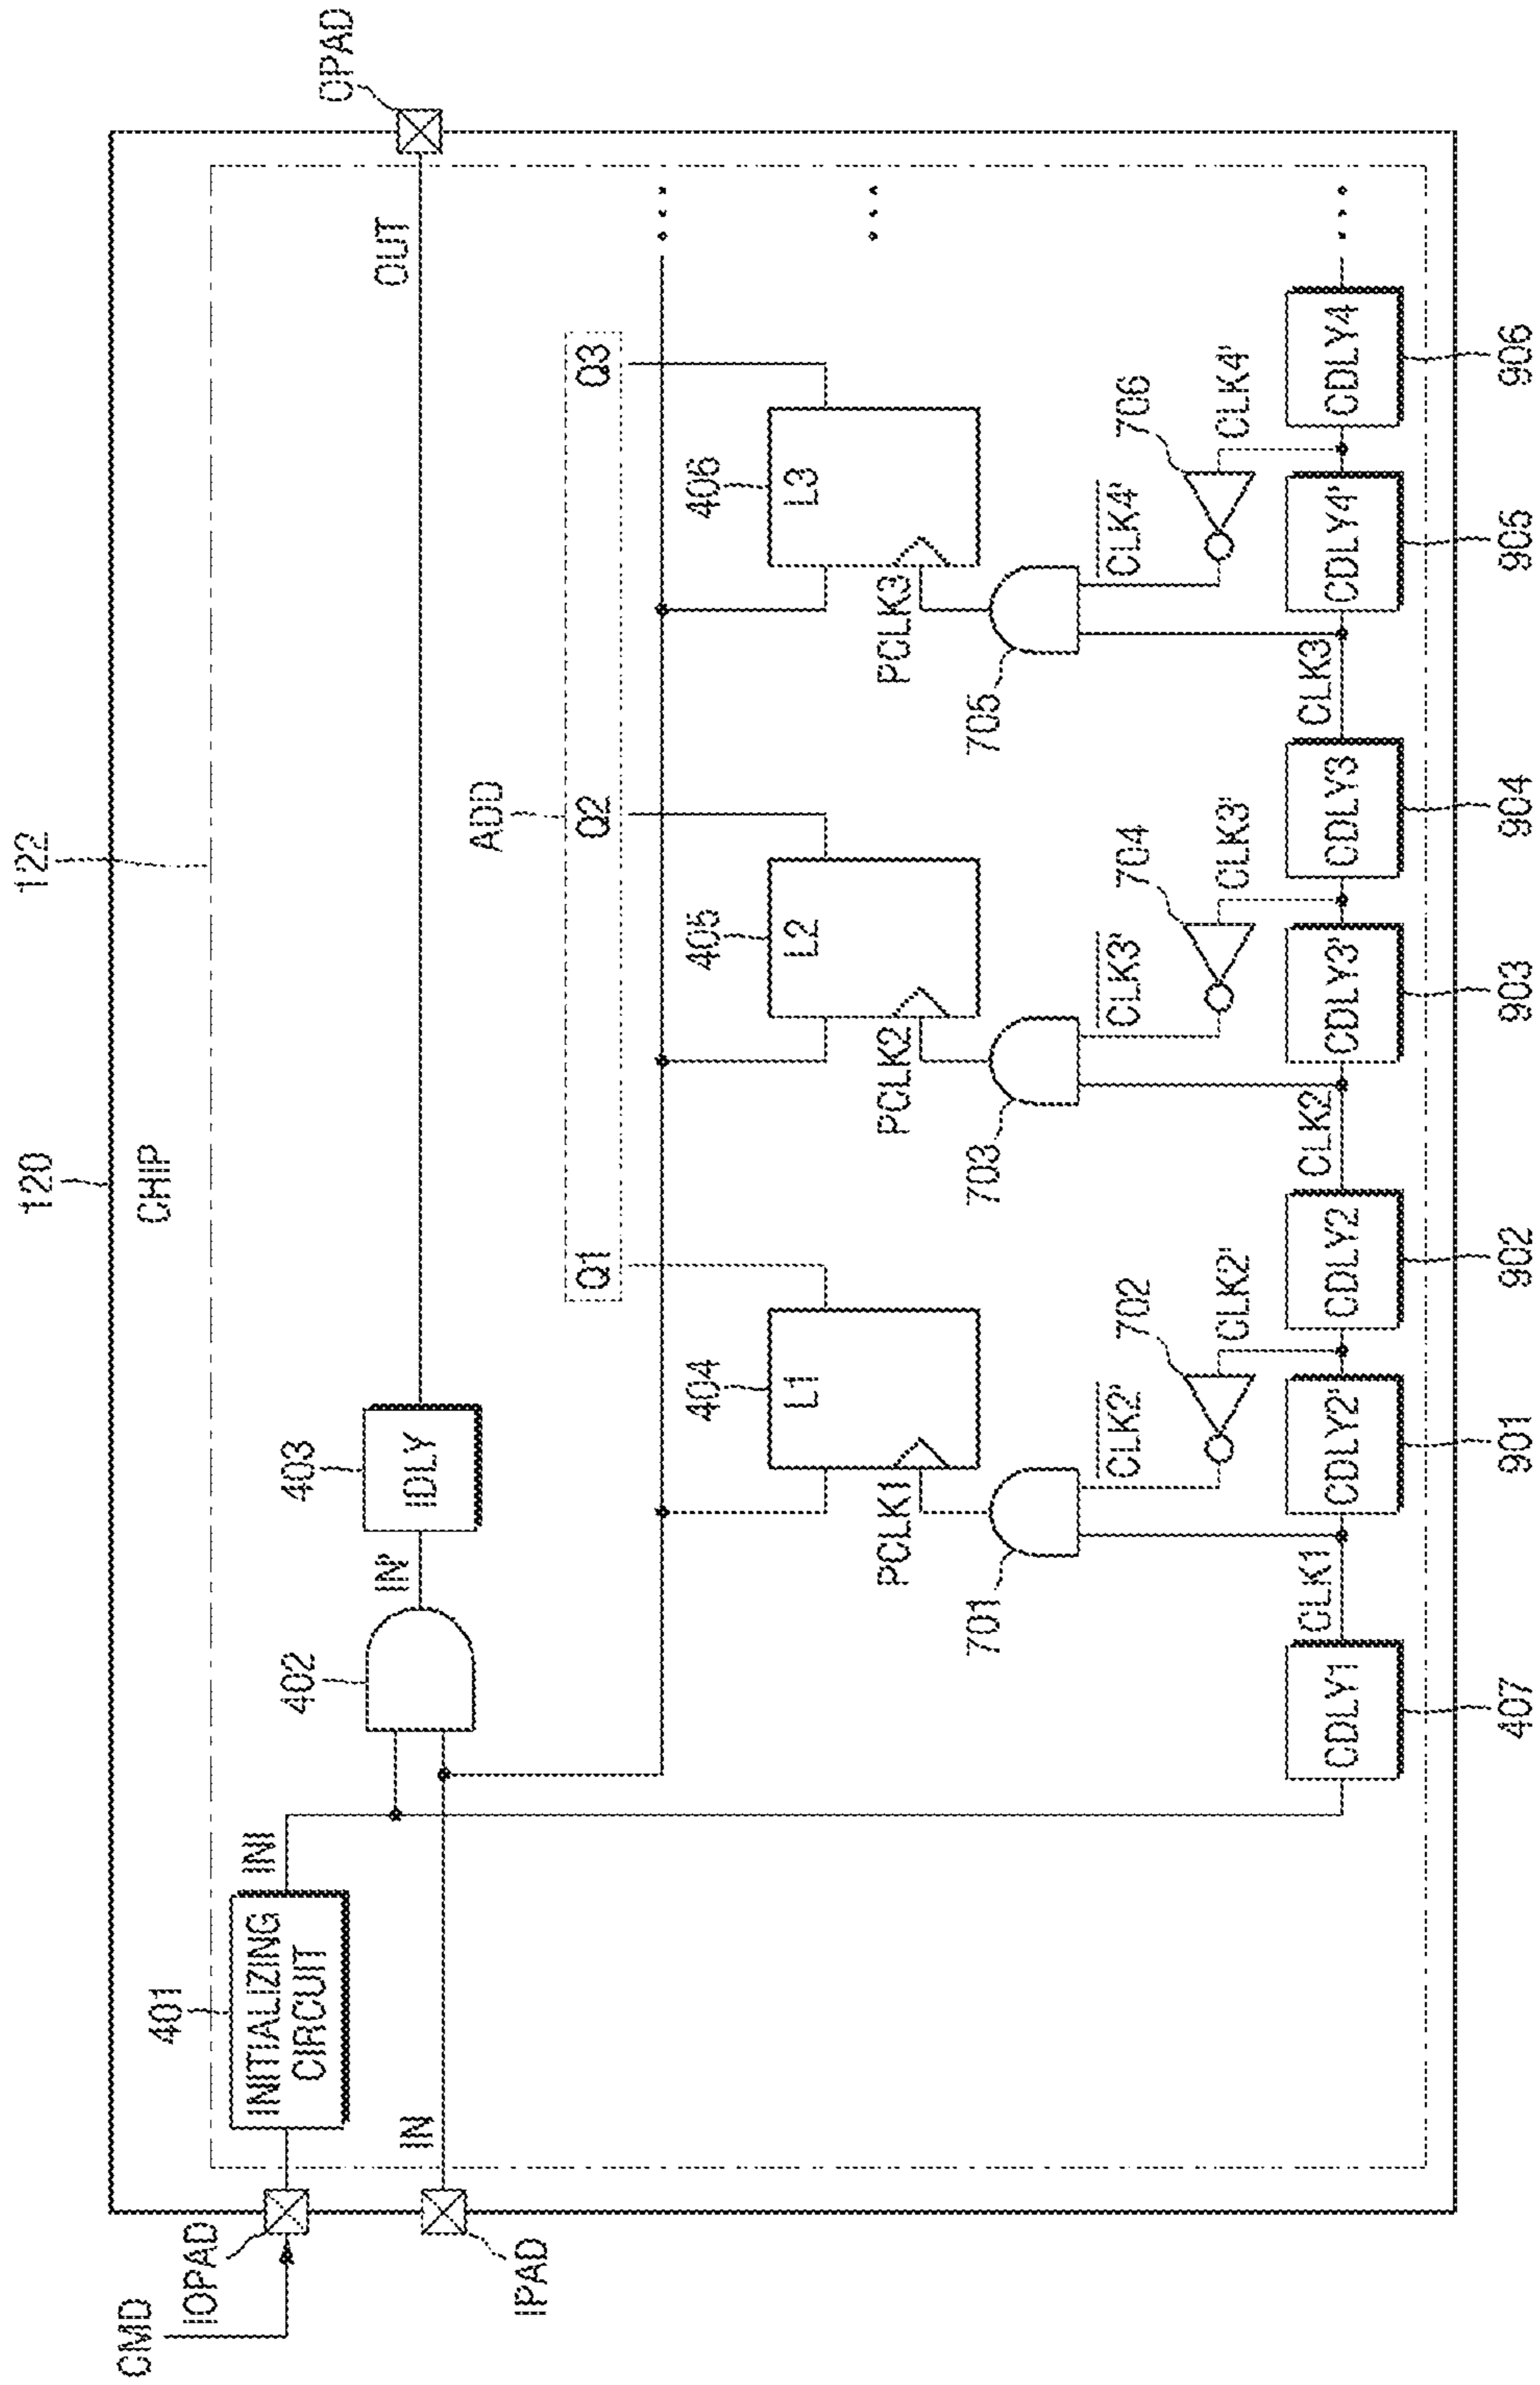 120
122
CHIP
CMD
IOPAD
401
INITIALIZING
CIRCUIT
INI
402
IN'
403
IDLY
OUT
OPAD
IN
IPAD
ADD
Q1
Q2
Q3
404
L1
405
L2
406
L3
PCLK1
PCLK2
PCLK3
701
CLK2'
702
703
CLK3'
704
705
CLK4'
706
CLK2'
CLK3'
CLK4'
CLK1
CLK2
CLK3
CDLY1
CDLY2'
CDLY2
CDLY3'
CDLY3
CDLY4'
CDLY4
407
901
902
903
904
905
906